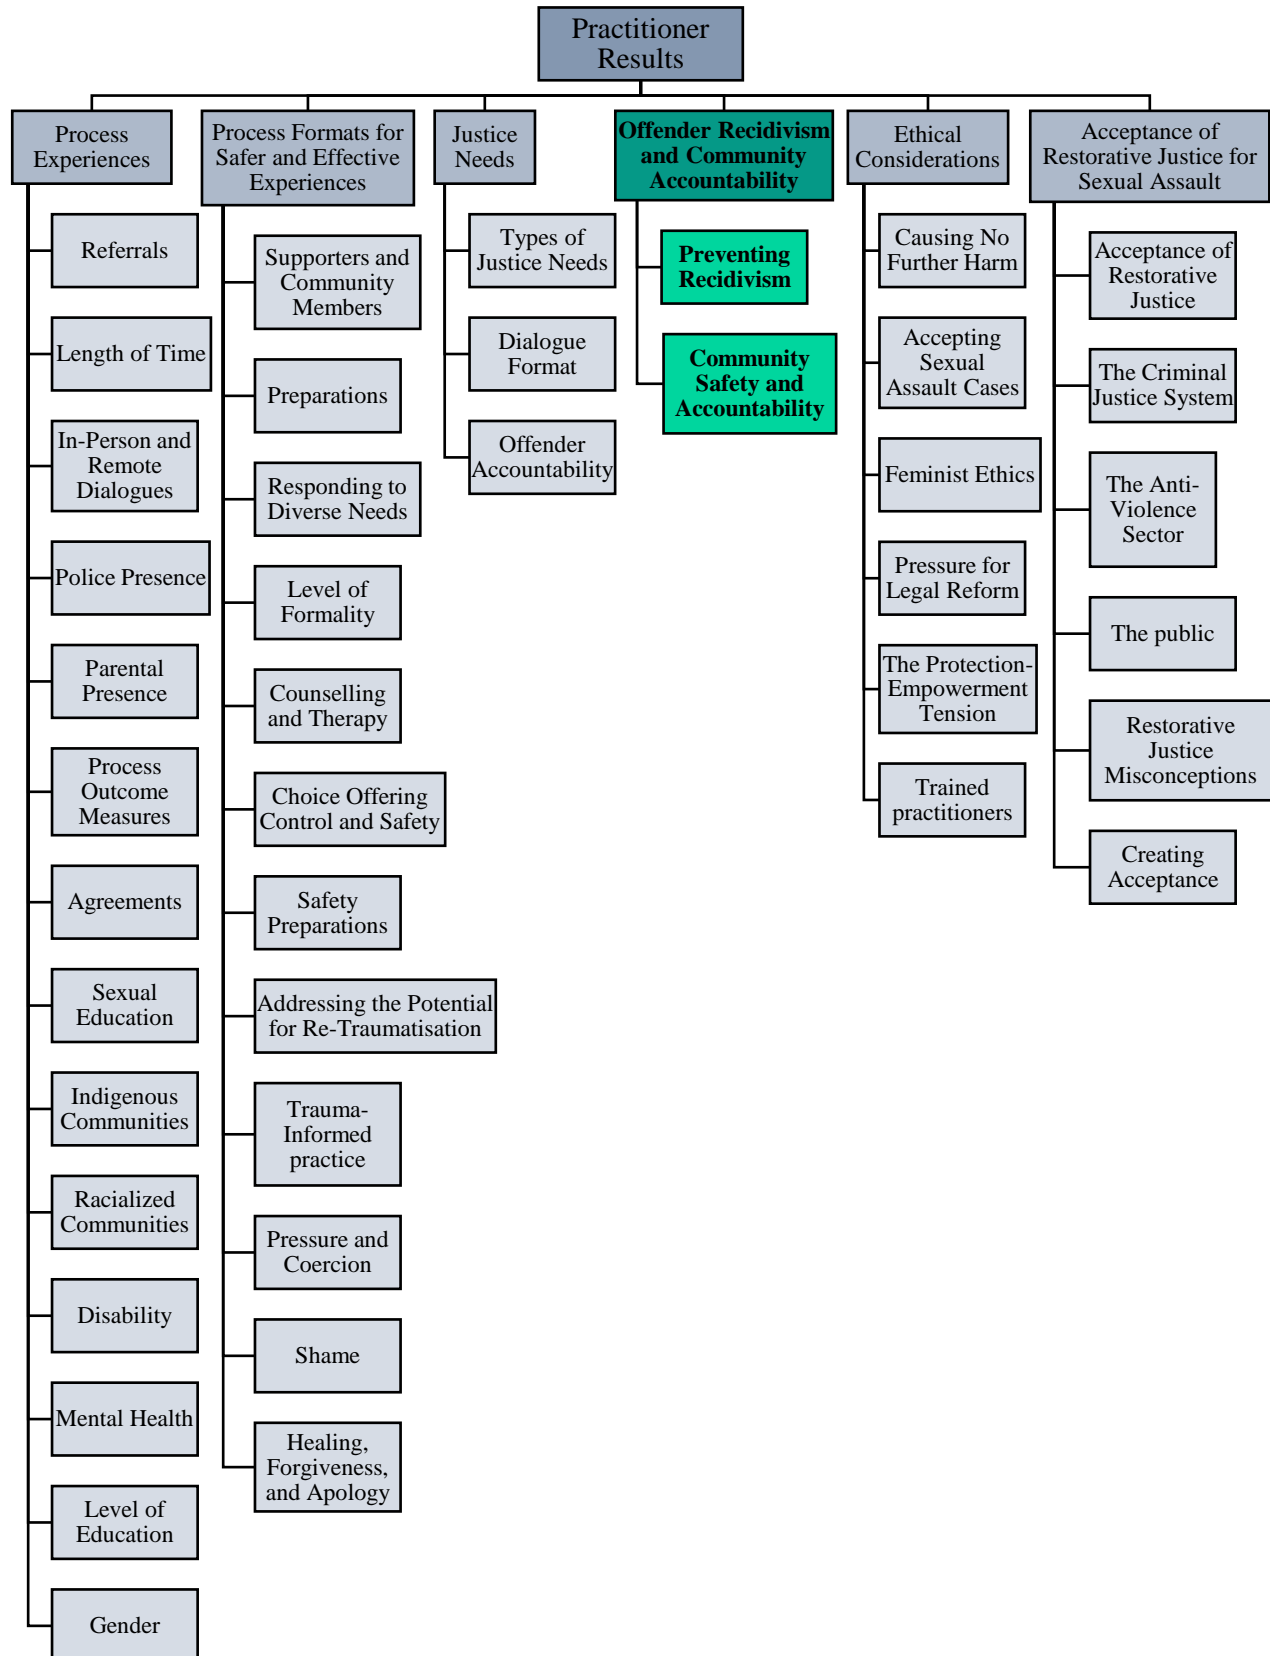 Practitioner
Results
Process
Experiences
Referrals
Length of Time
In-Person and
Remote
Dialogues
Police Presence
Parental
Presence
Process
Outcome
Measures
Agreements
Sexual
Education
Indigenous
Communities
Racialized
Communities
Disability
Mental Health
Level of
Education
Gender
Process Formats for
Safer and Effective
Experiences
Supporters and
Community
Members
Preparations
Responding to
Diverse Needs
Level of
Formality
Counselling
and Therapy
Choice Offering
Control and Safety
Safety
Preparations
Addressing the Potential
for Re-Traumatisation
Trauma-
Informed
practice
Pressure and
Coercion
Shame
Healing,
Forgiveness,
and Apology
Justice
Needs
Types of
Justice Needs
Dialogue
Format
Offender
Accountability
Offender Recidivism
and Community
Accountability
Preventing
Recidivism
Community
Safety and
Accountability
Ethical
Considerations
Causing No
Further Harm
Accepting
Sexual
Assault Cases
Feminist Ethics
Pressure for
Legal Reform
The Protection-
Empowerment
Tension
Trained
practitioners
Acceptance of
Restorative Justice for
Sexual Assault
Acceptance of
Restorative
Justice
The Criminal
Justice System
The Anti-
Violence
Sector
The public
Restorative
Justice
Misconceptions
Creating
Acceptance